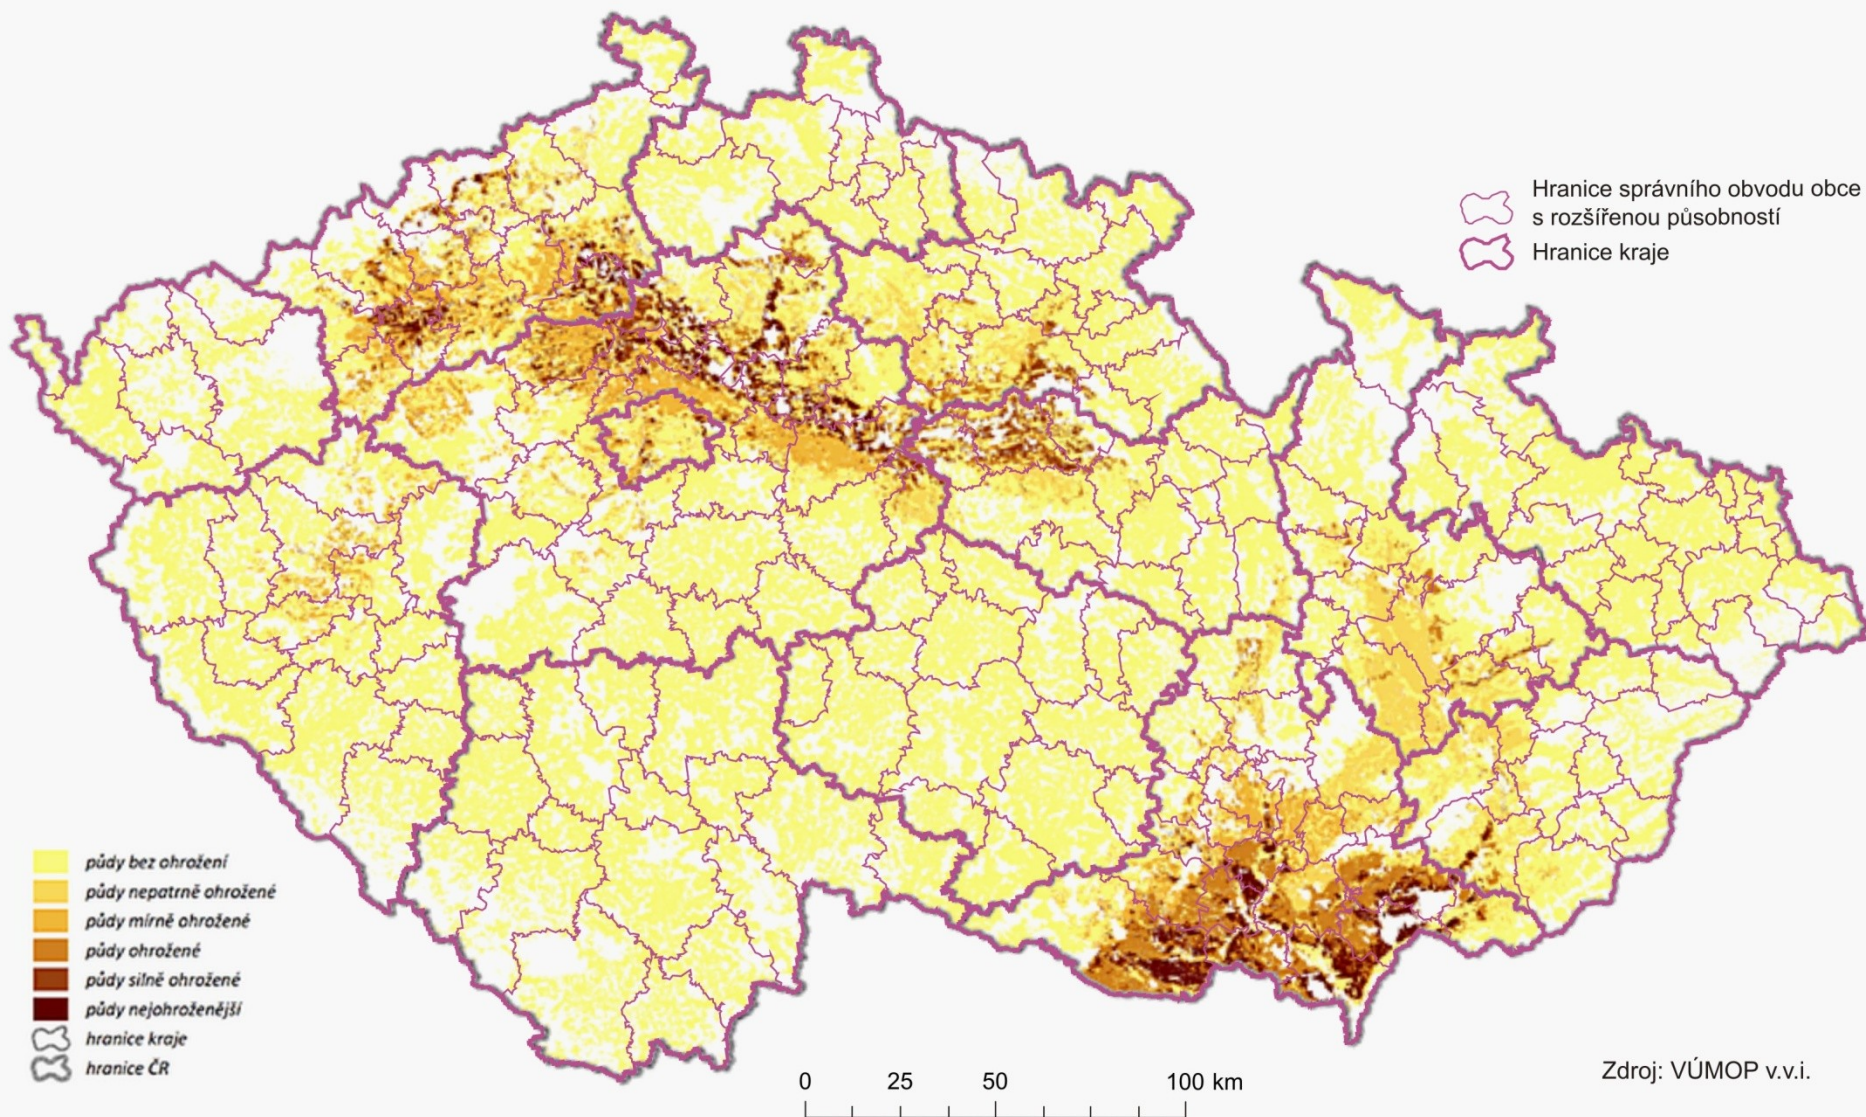 Hranice správního obvodu obce
s rozšířenou působností
Hranice kraje
půdy bez ohrožení
půdy nepatrně ohrožené
půdy mírně ohrožené
půdy ohrožené
půdy silně ohrožené
půdy nejohroženější
hranice kraje
hranice ČR
0 25 50 100 km
Zdroj: VÚMOP v.v.i.